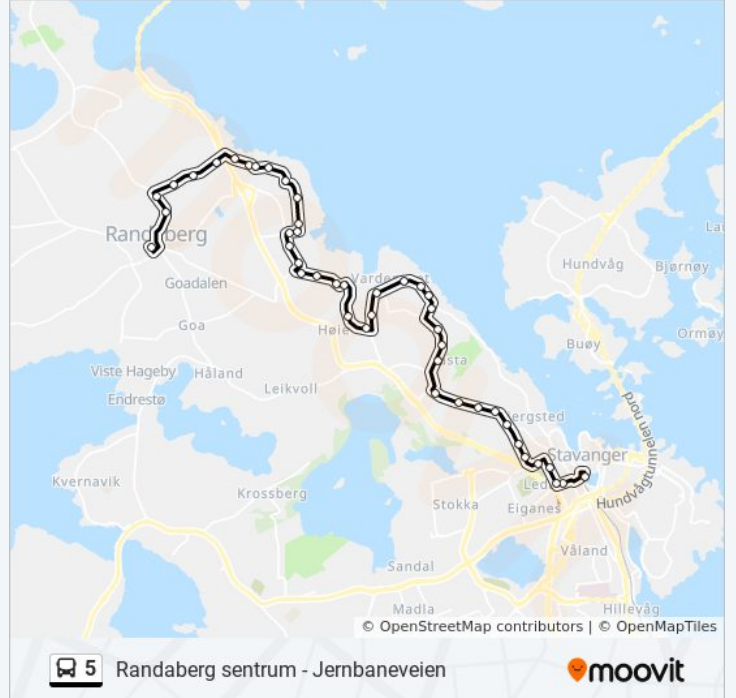 Randaberg
Goadalen
Goa
Viste Hageby
Håland
Endrestø
Leikvoll
Kvernavik
Krossberg
Hundvåg
Bjørnøy
Buøy
Ormøy
Hundvågtunnelen nord
Stavanger
Stokka
Eiganes
Sandal
Våland
Madla
Hillevåg
© OpenStreetMap contributors | © OpenMapTiles
5 Randaberg sentrum - Jernbaneveien
moovit